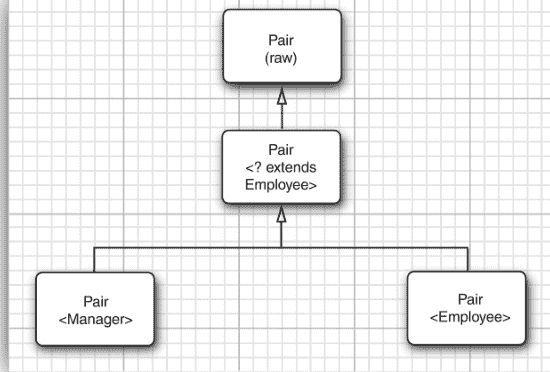 Pair
(raw)
Pair
<? extends
Employee>
Pair
<Manager>
Pair
<Employee>